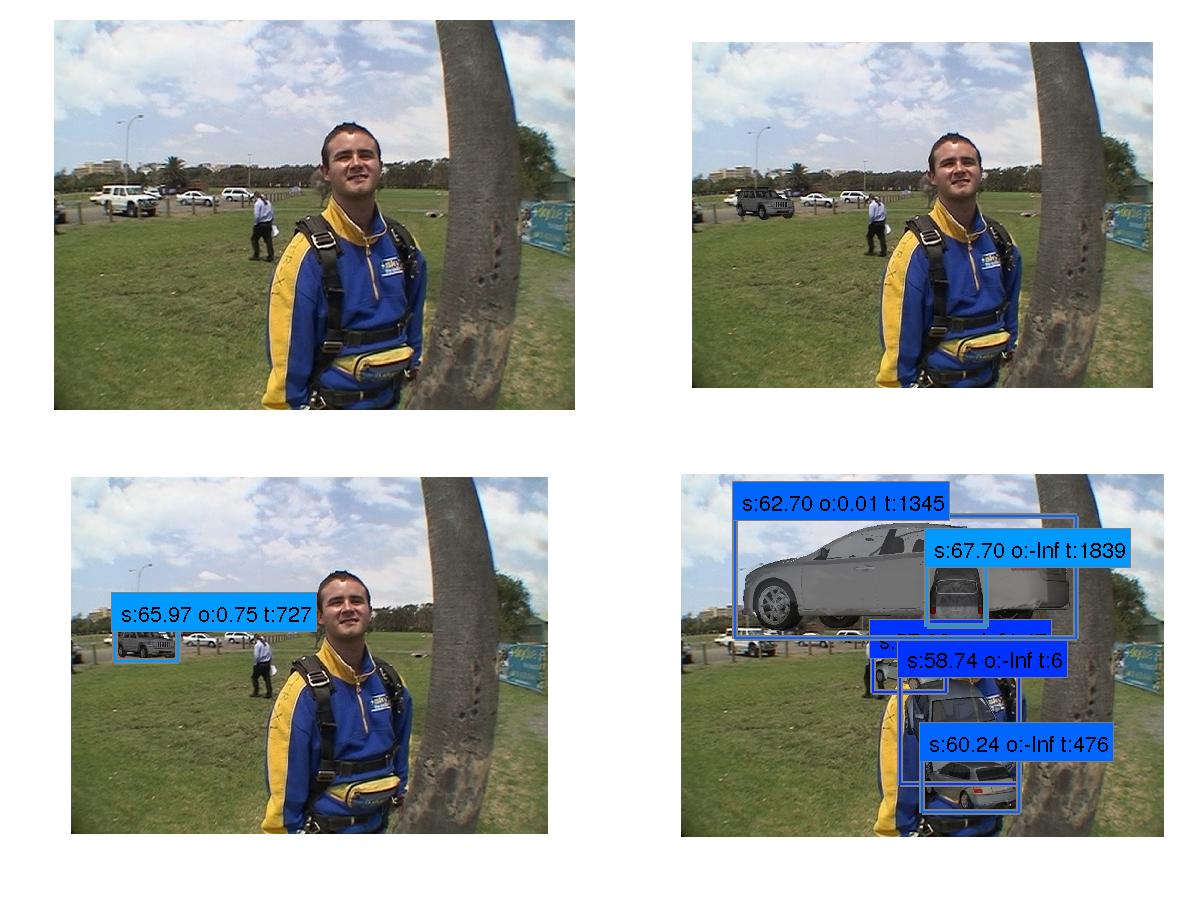 s:65.97 o:0.75 t:727
s:62.70 o:0.01 t:1345
s:67.70 o:-Inf t:1839
s:58.74 o:-Inf t:6
s:60.24 o:-Inf t:476